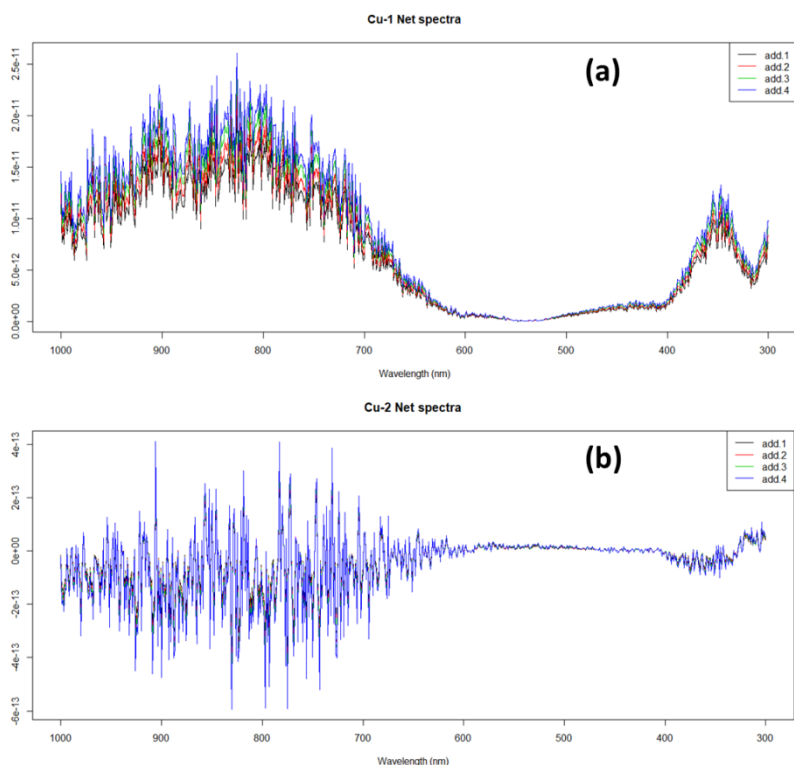 Cu-1 Net spectra
(a)
add.1
add.2
add.3
add.4
2.5e-11
2.0e-11
1.5e-11
1.0e-11
5.0e-12
0.0e+00
1000 900 800 700 600 500 400 300
Wavelength (nm)
Cu-2 Net spectra
(b)
add.1
add.2
add.3
add.4
4e-13
2e-13
0e+00
-2e-13
-4e-13
-6e-13
1000 900 800 700 600 500 400 300
Wavelength (nm)